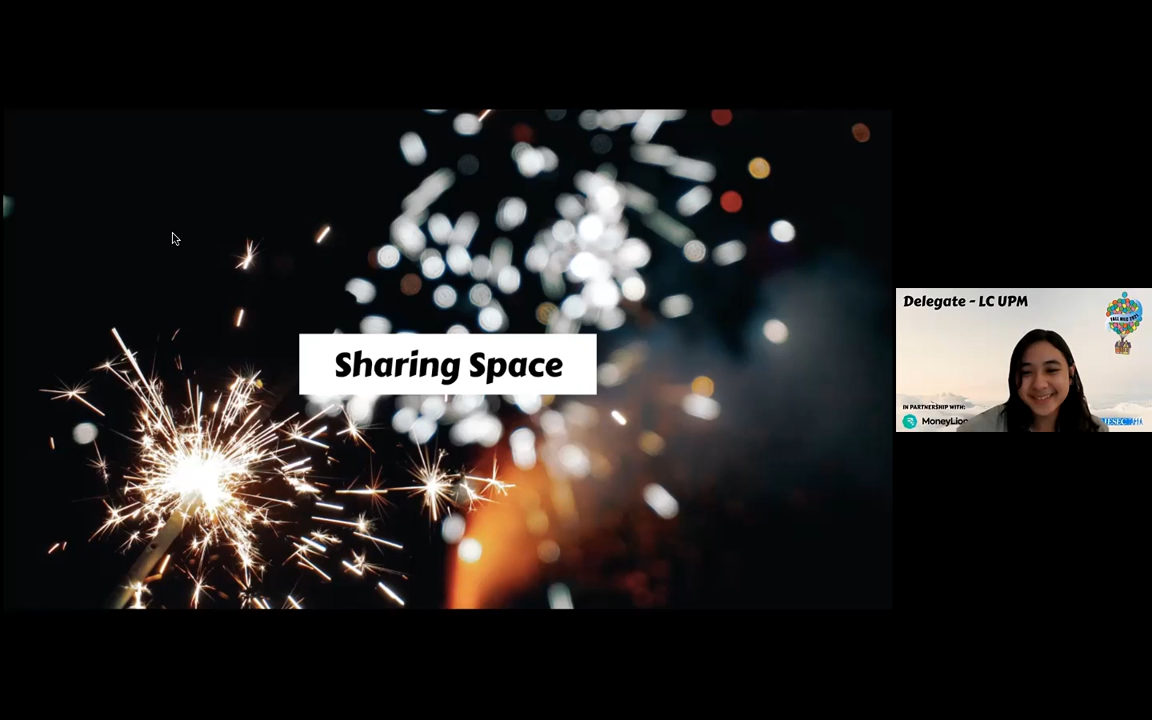 Sharing Space
Delegate - LC UPM
IN PARTNERSHIP WITH:
MoneyLion